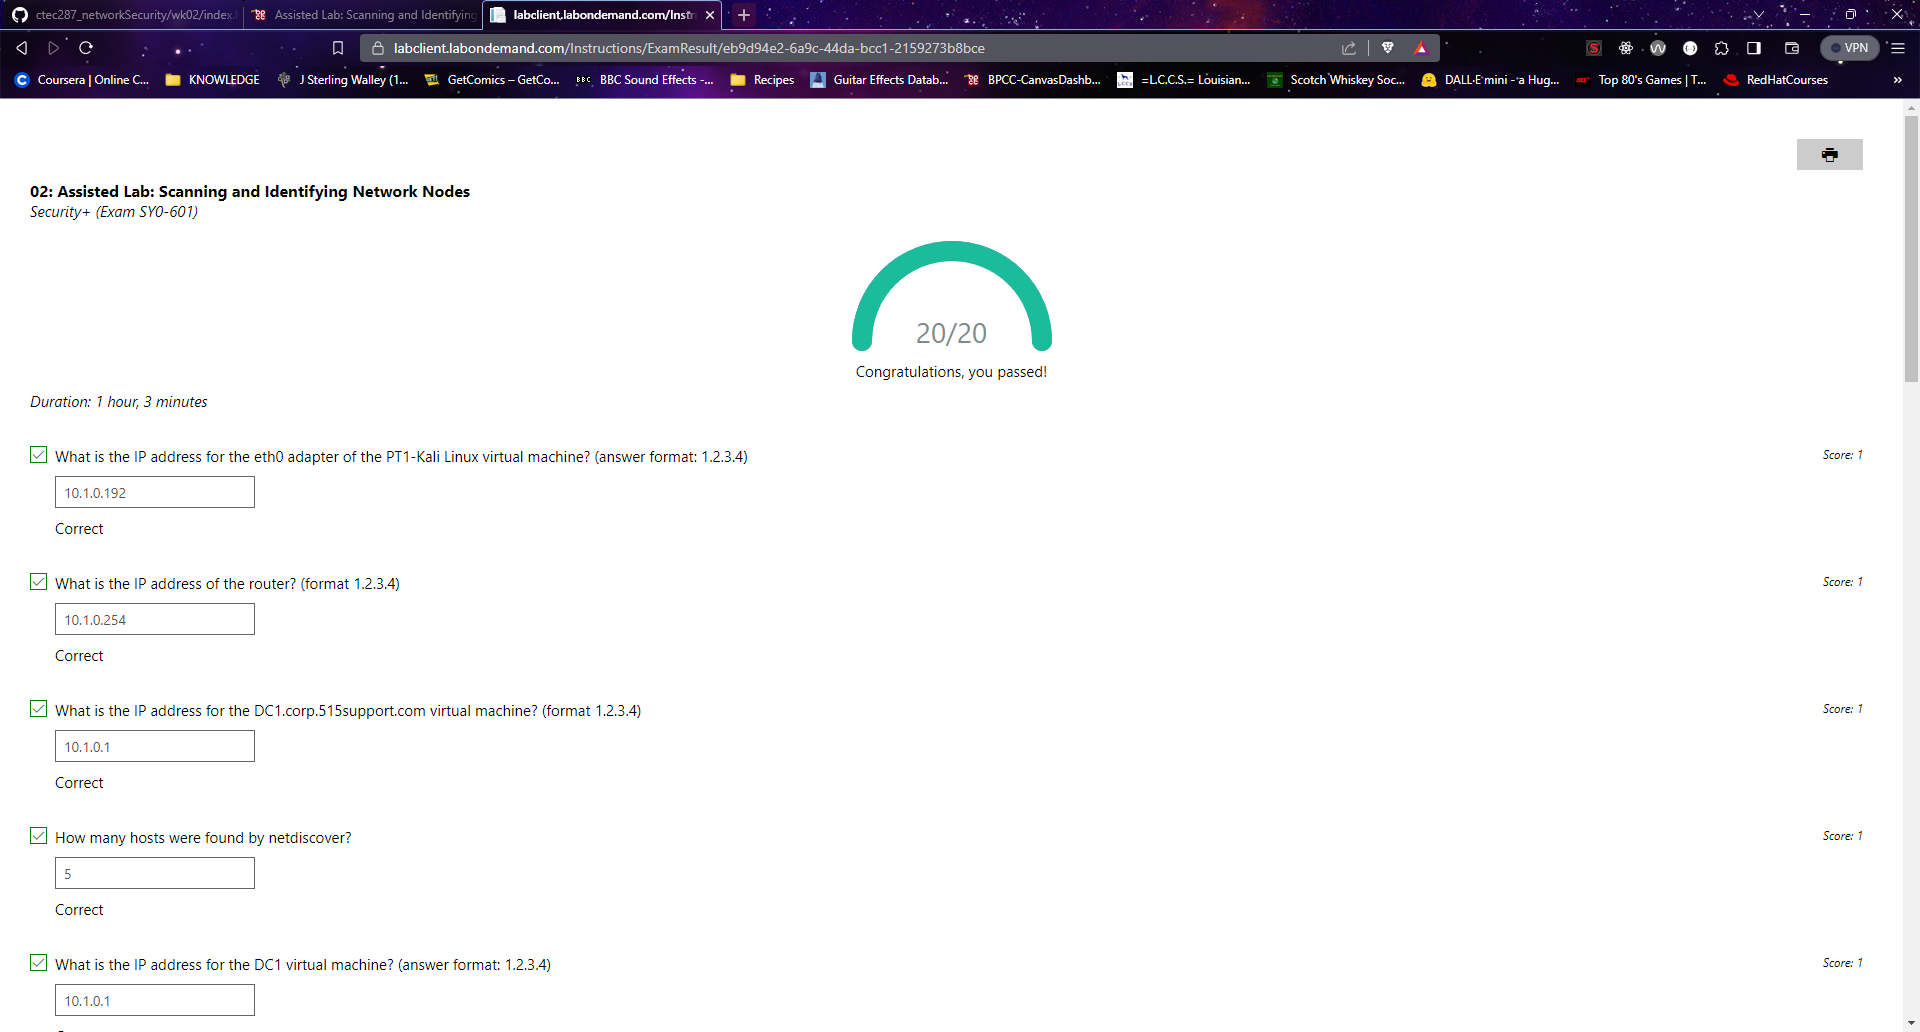 ctec287_networkSecurity/wk02/index.
Assisted Lab: Scanning and Identifying
labclient.labondemand.com/Instr
labclient.labondemand.com/Instructions/ExamResult/eb9d94e2-6a9c-44da-bcc1-2159273b8bce
VPN
Coursera | Online C...
KNOWLEDGE
J Sterling Walley (1...
GetComics – GetCo...
BBC
BBC Sound Effects -...
Recipes
Guitar Effects Datab...
BPCC-CanvasDashb...
=L.C,C.S.= Louisian...
Scotch Whiskey Soc...
DALL·E mini - a Hug...
Top 80's Games | T...
RedHatCourses
02: Assisted Lab: Scanning and Identifying Network Nodes
Security+ (Exam SY0-601)
20/20
Congratulations, you passed!
Duration: 1 hour, 3 minutes
What is the IP address for the eth0 adapter of the PT1-Kali Linux virtual machine? (answer format: 1.2.3.4)
Score: 1
10.1.0.192
Correct
What is the IP address of the router? (format 1.2.3.4)
Score: 1
10.1.0.254
Correct
What is the IP address for the DC1.corp.515support.com virtual machine? (format 1.2.3.4)
Score: 1
10.1.0.1
Correct
How many hosts were found by netdiscover?
Score: 1
5
Correct
What is the IP address for the DC1 virtual machine? (answer format: 1.2.3.4)
Score: 1
10.1.0.1